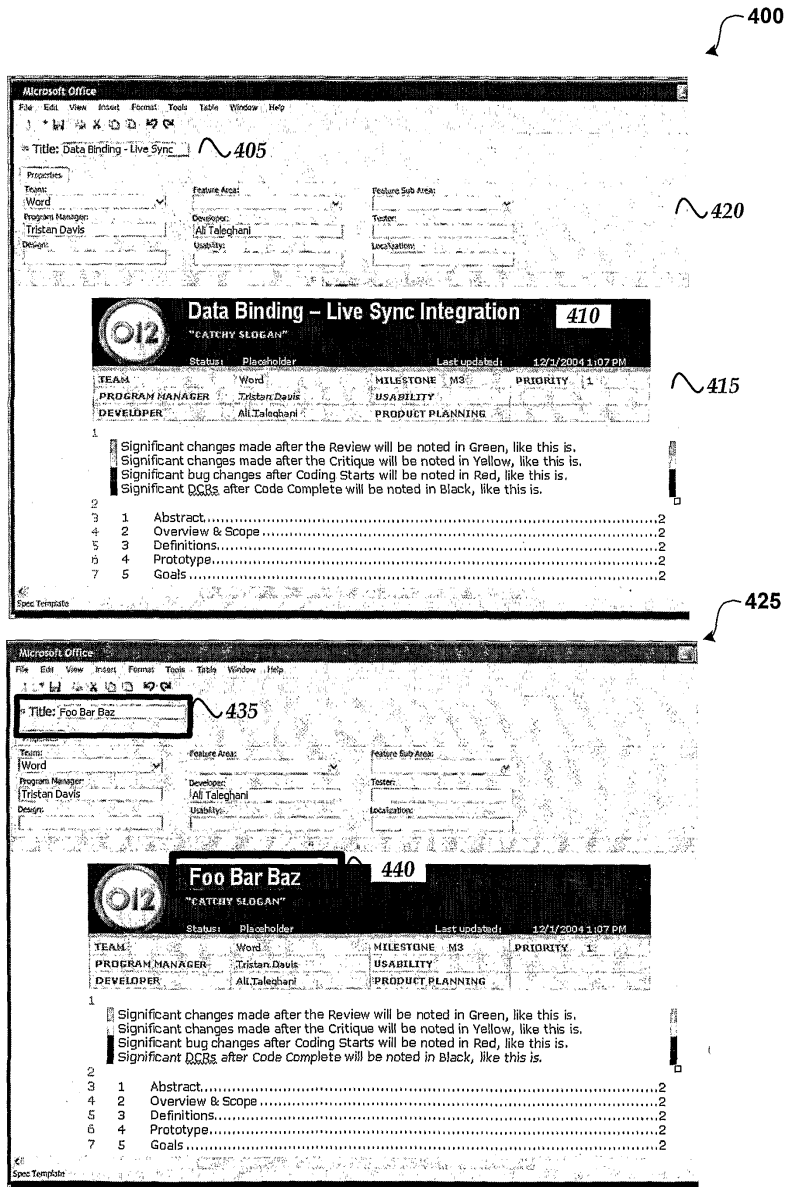 400
Microsoft Office
File Edit View Insert Format Tools Table Window Help
Title: Data Binding - Live Sync 405
Properties
Team: Feature Area: Feature Sub Area:
Word 420
Program Manager: Developer: Tester:
Tristan Davis Ali Taleghani
Design: Usability: Localization:
O12 Data Binding – Live Sync Integration 410
"CATCHY SLOGAN"
Status: Placeholder Last updated: 12/1/2004 1:07 PM
TEAM Word MILESTONE M3 PRIORITY 1 415
PROGRAM MANAGER Tristan Davis USABILITY
DEVELOPER Ali Taleghani PRODUCT PLANNING
1
Significant changes made after the Review will be noted in Green, like this is.
Significant changes made after the Critique will be noted in Yellow, like this is.
Significant bug changes after Coding Starts will be noted in Red, like this is.
Significant DCRs after Code Complete will be noted in Black, like this is.
2
3 1 Abstract.....2
4 2 Overview & Scope.....2
5 3 Definitions.....2
6 4 Prototype.....2
7 5 Goals.....2
Spec Template
425
Microsoft Office
File Edit View Insert Format Tools Table Window Help
Title: Foo Bar Baz 435
Team: Feature Area: Feature Sub Area:
Word
Program Manager: Developer: Tester:
Tristan Davis Ali Taleghani
Design: Usability: Localization:
O12 Foo Bar Baz 440
"CATCHY SLOGAN"
Status: Placeholder Last updated: 12/1/2004 1:07 PM
TEAM Word MILESTONE M3 PRIORITY 1
PROGRAM MANAGER Tristan Davis USABILITY
DEVELOPER Ali Taleghani PRODUCT PLANNING
1
Significant changes made after the Review will be noted in Green, like this is.
Significant changes made after the Critique will be noted in Yellow, like this is.
Significant bug changes after Coding Starts will be noted in Red, like this is.
Significant DCRs after Code Complete will be noted in Black, like this is.
2
3 1 Abstract.....2
4 2 Overview & Scope.....2
5 3 Definitions.....2
6 4 Prototype.....2
7 5 Goals.....2
Spec Template